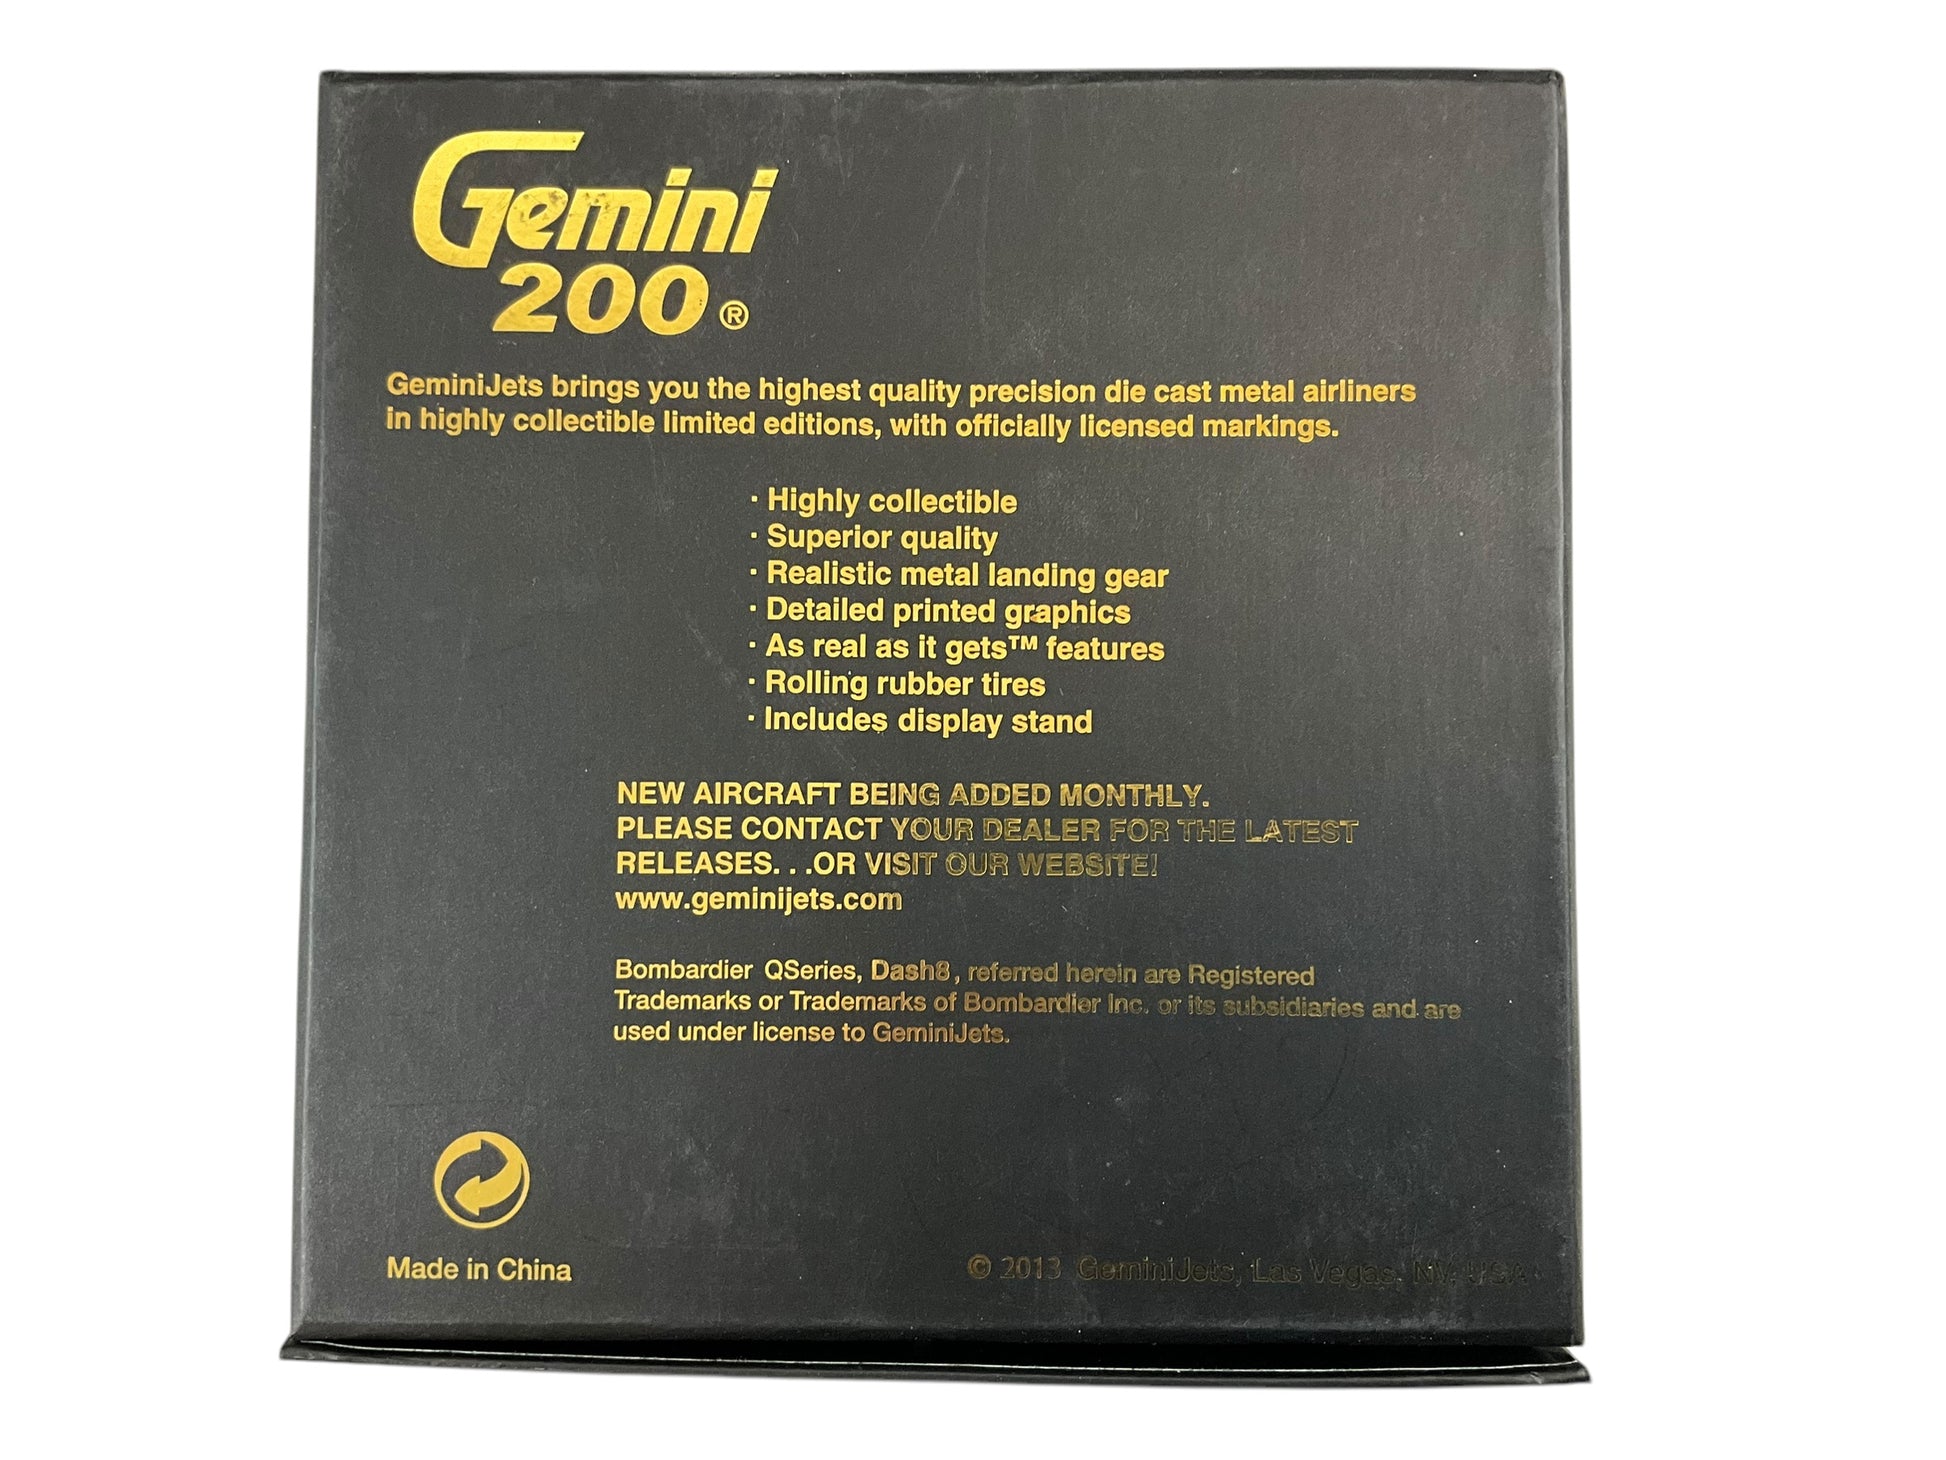 Gemini
200®
GeminiJets brings you the highest quality precision die cast metal airliners
in highly collectible limited editions, with officially licensed markings.
· Highly collectible
· Superior quality
· Realistic metal landing gear
· Detailed printed graphics
· As real as it gets™ features
· Rolling rubber tires
· Includes display stand
NEW AIRCRAFT BEING ADDED MONTHLY.
PLEASE CONTACT YOUR DEALER FOR THE LATEST
RELEASES. . .OR VISIT OUR WEBSITE!
www.geminijets.com
Bombardier QSeries, Dash8, referred herein are Registered
Trademarks or Trademarks of Bombardier Inc. or its subsidiaries and are
used under license to GeminiJets.
Made in China
© 2013 GeminiJets, Las Vegas, NV, USA